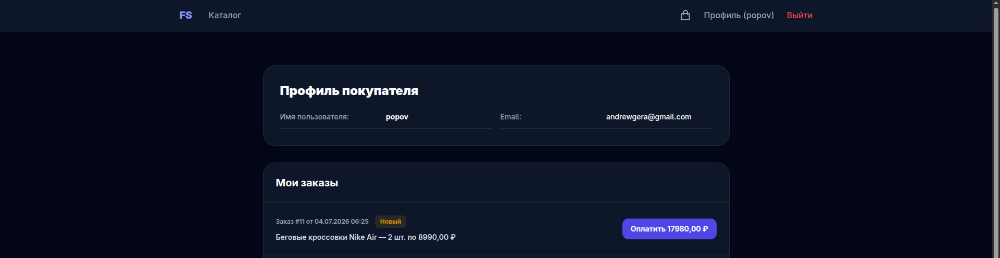 FS Каталог Профиль (popov) Выйти
Профиль покупателя
Имя пользователя: popov Email: andrewgera@gmail.com
Мои заказы
Заказ #11 от 04.07.2026 06:25 Новый
Беговые кроссовки Nike Air — 2 шт. по 8990,00 ₽
Оплатить 17980,00 ₽